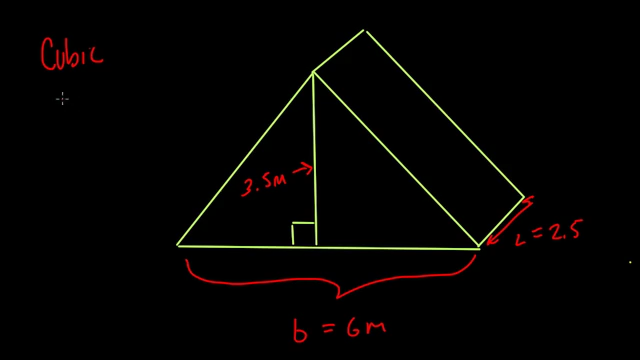 Cubic
3.5m
L = 2.5
b = 6m